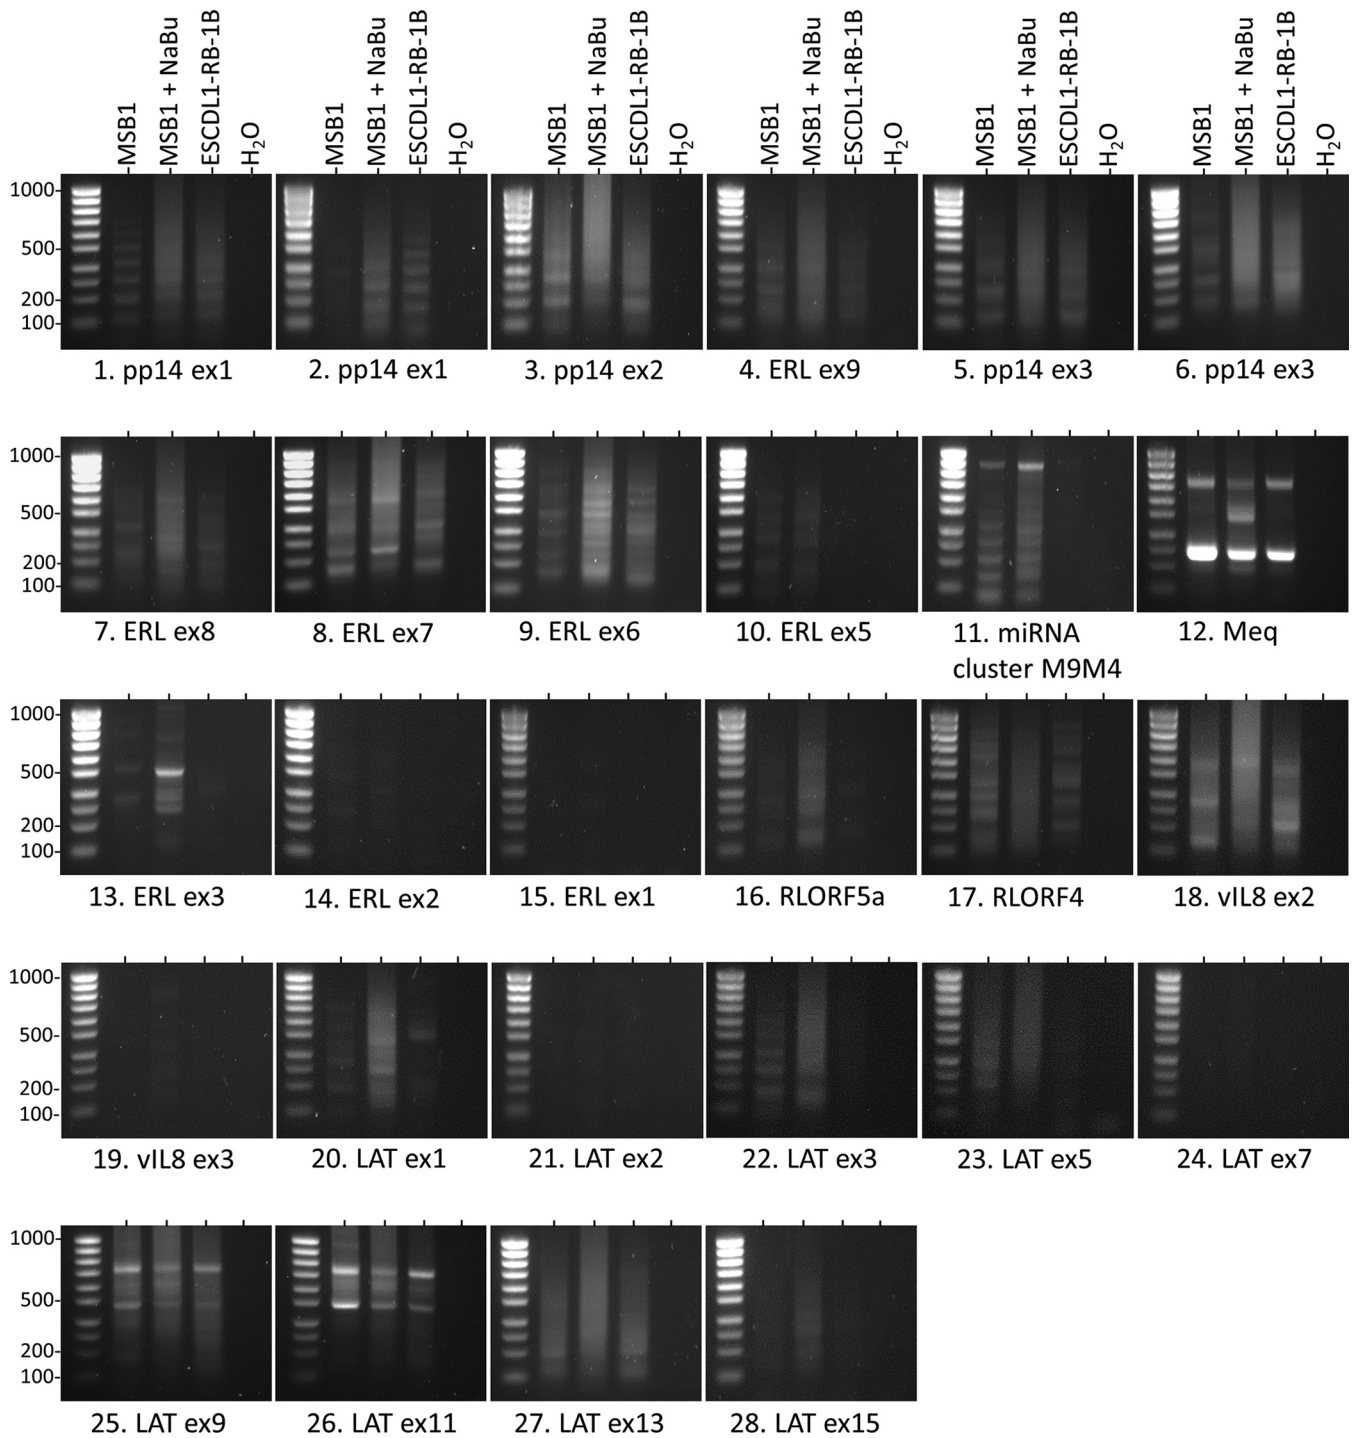 MSB1
MSB1 + NaBu
ESCDL1-RB-1B
H₂O
MSB1
MSB1 + NaBu
ESCDL1-RB-1B
H₂O
MSB1
MSB1 + NaBu
ESCDL1-RB-1B
H₂O
MSB1
MSB1 + NaBu
ESCDL1-RB-1B
H₂O
MSB1
MSB1 + NaBu
ESCDL1-RB-1B
H₂O
MSB1
MSB1 + NaBu
ESCDL1-RB-1B
H₂O
1000
500
200
100
1. pp14 ex1
2. pp14 ex1
3. pp14 ex2
4. ERL ex9
5. pp14 ex3
6. pp14 ex3
1000
500
200
100
7. ERL ex8
8. ERL ex7
9. ERL ex6
10. ERL ex5
11. miRNA
cluster M9M4
12. Meq
1000
500
200
100
13. ERL ex3
14. ERL ex2
15. ERL ex1
16. RLORF5a
17. RLORF4
18. vIL8 ex2
1000
500
200
100
19. vIL8 ex3
20. LAT ex1
21. LAT ex2
22. LAT ex3
23. LAT ex5
24. LAT ex7
1000
500
200
100
25. LAT ex9
26. LAT ex11
27. LAT ex13
28. LAT ex15